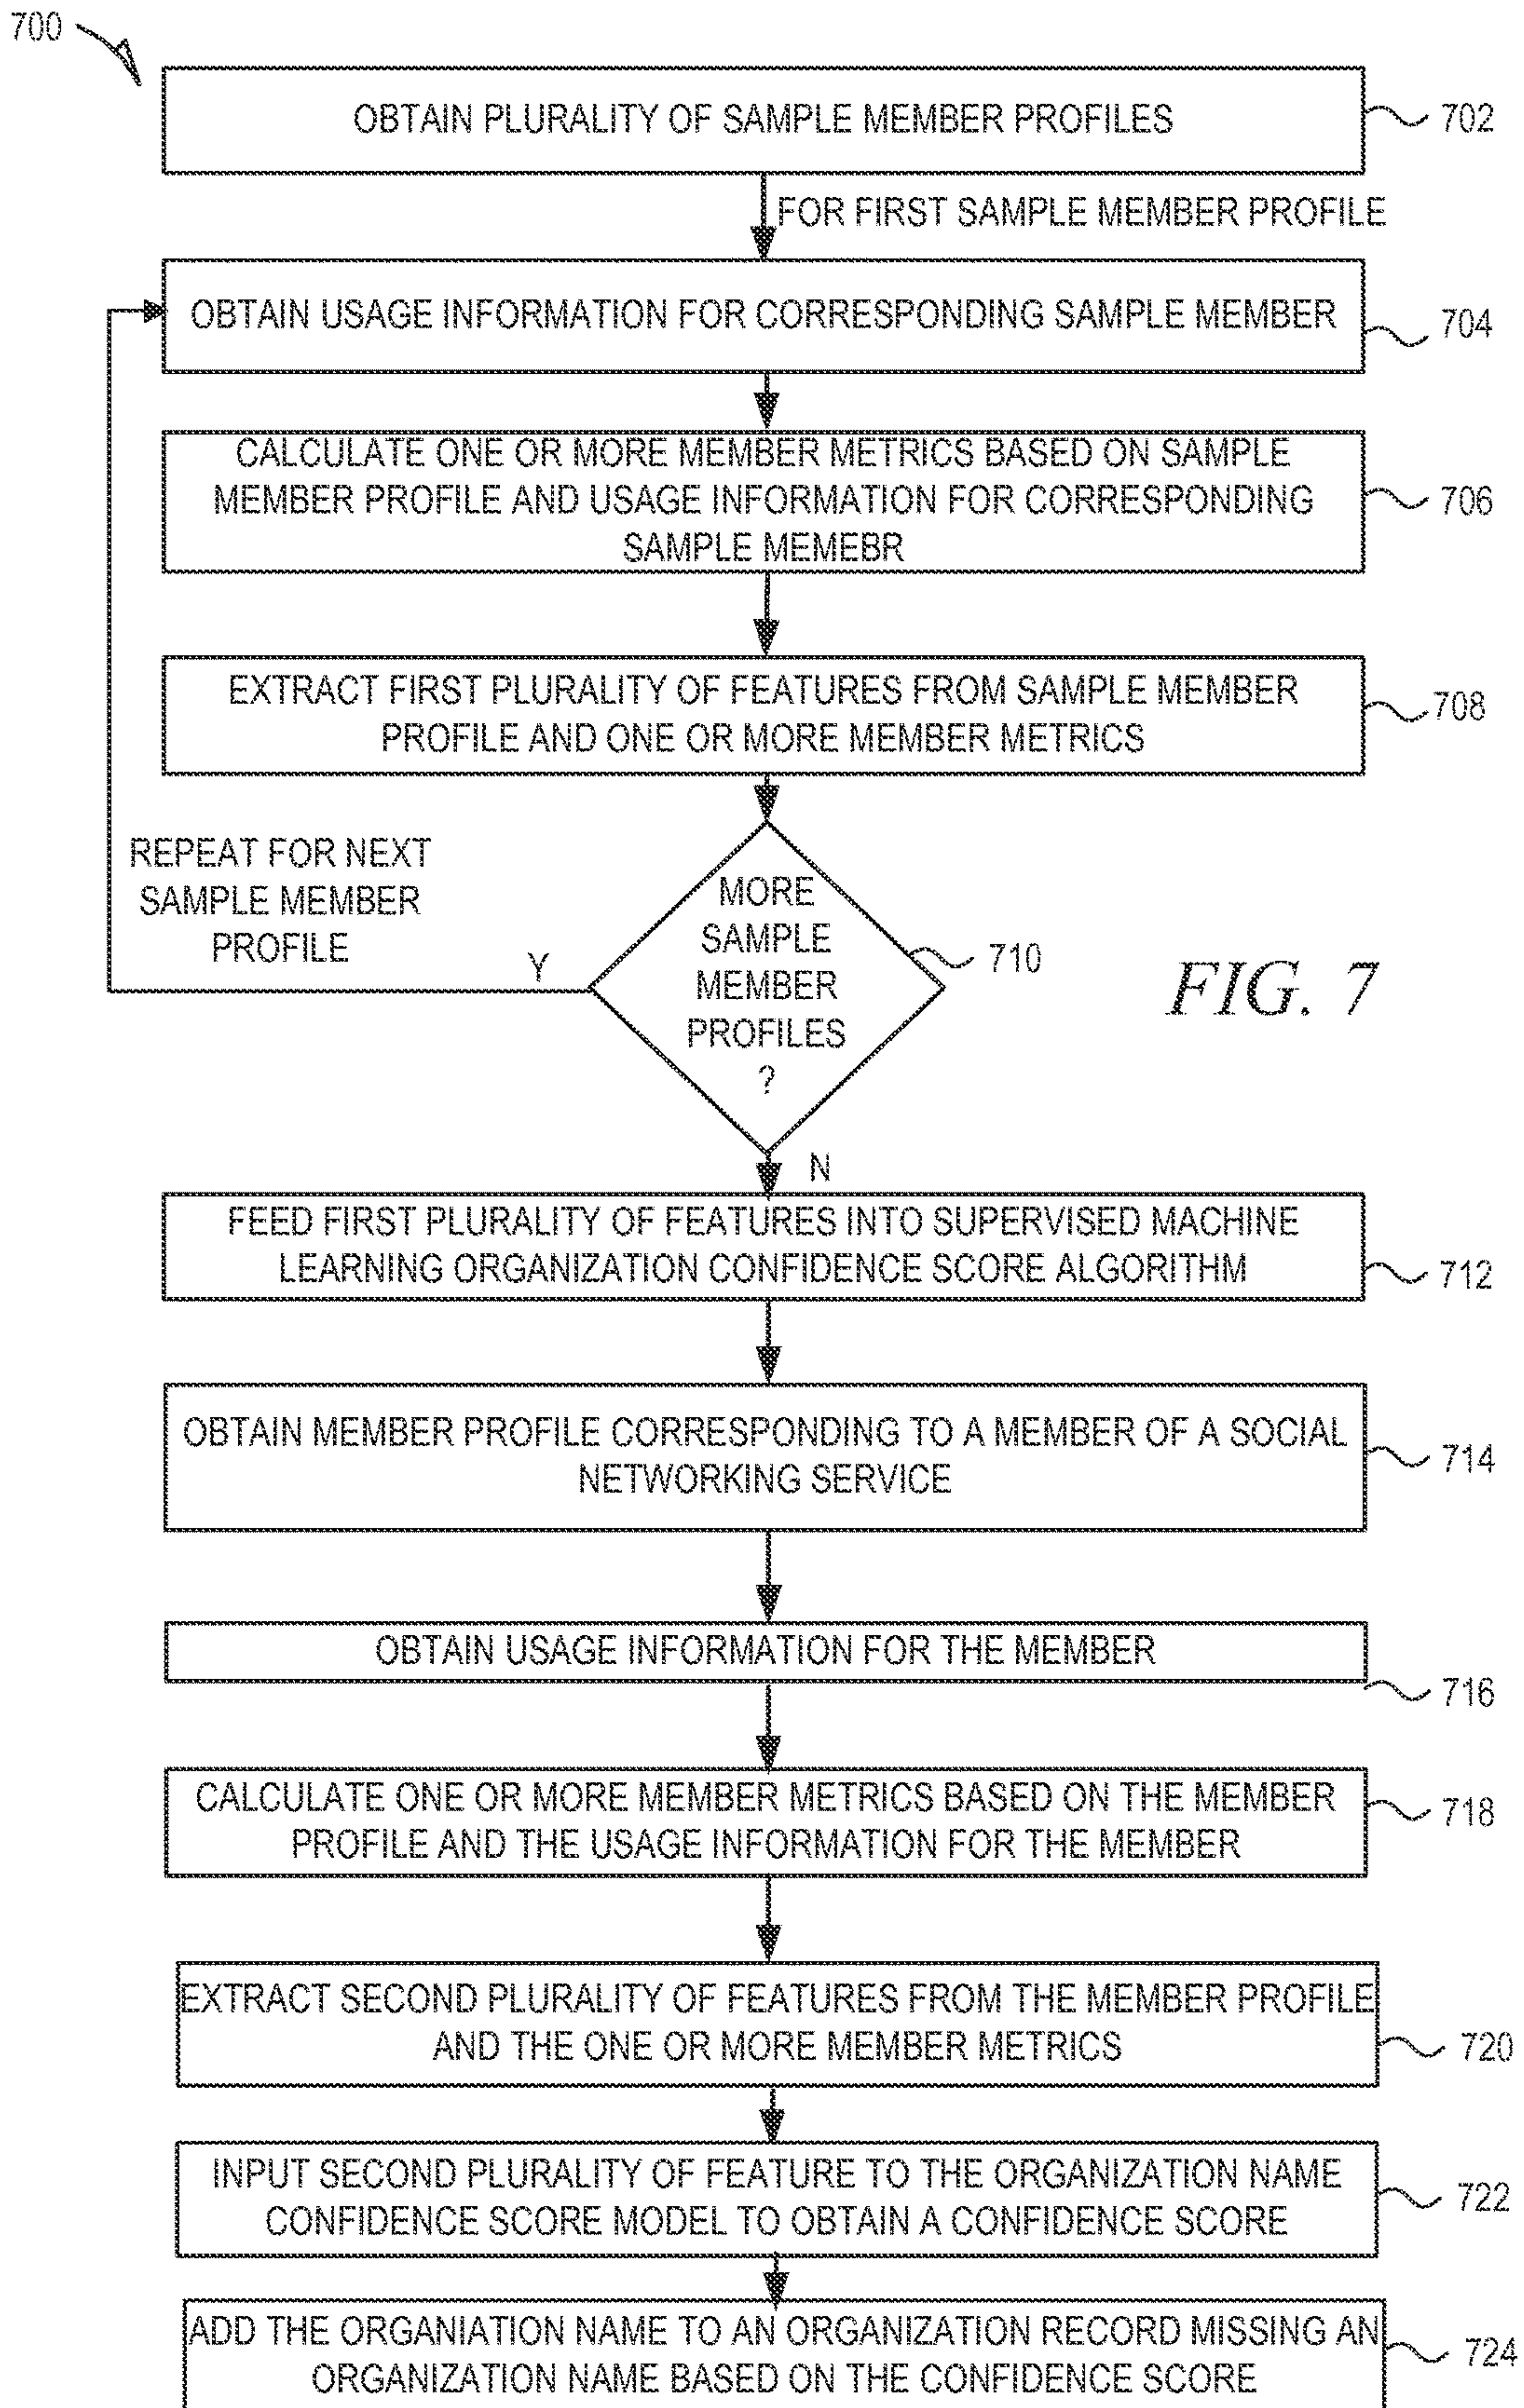 700
OBTAIN PLURALITY OF SAMPLE MEMBER PROFILES
702
FOR FIRST SAMPLE MEMBER PROFILE
OBTAIN USAGE INFORMATION FOR CORRESPONDING SAMPLE MEMBER
704
CALCULATE ONE OR MORE MEMBER METRICS BASED ON SAMPLE
MEMBER PROFILE AND USAGE INFORMATION FOR CORRESPONDING
SAMPLE MEMEBR
706
EXTRACT FIRST PLURALITY OF FEATURES FROM SAMPLE MEMBER
PROFILE AND ONE OR MORE MEMBER METRICS
708
REPEAT FOR NEXT
SAMPLE MEMBER
PROFILE
Y
MORE
SAMPLE
MEMBER
PROFILES
?
710
FIG. 7
N
FEED FIRST PLURALITY OF FEATURES INTO SUPERVISED MACHINE
LEARNING ORGANIZATION CONFIDENCE SCORE ALGORITHM
712
OBTAIN MEMBER PROFILE CORRESPONDING TO A MEMBER OF A SOCIAL
NETWORKING SERVICE
714
OBTAIN USAGE INFORMATION FOR THE MEMBER
716
CALCULATE ONE OR MORE MEMBER METRICS BASED ON THE MEMBER
PROFILE AND THE USAGE INFORMATION FOR THE MEMBER
718
EXTRACT SECOND PLURALITY OF FEATURES FROM THE MEMBER PROFILE
AND THE ONE OR MORE MEMBER METRICS
720
INPUT SECOND PLURALITY OF FEATURE TO THE ORGANIZATION NAME
CONFIDENCE SCORE MODEL TO OBTAIN A CONFIDENCE SCORE
722
ADD THE ORGANIATION NAME TO AN ORGANIZATION RECORD MISSING AN
ORGANIZATION NAME BASED ON THE CONFIDENCE SCORE
724